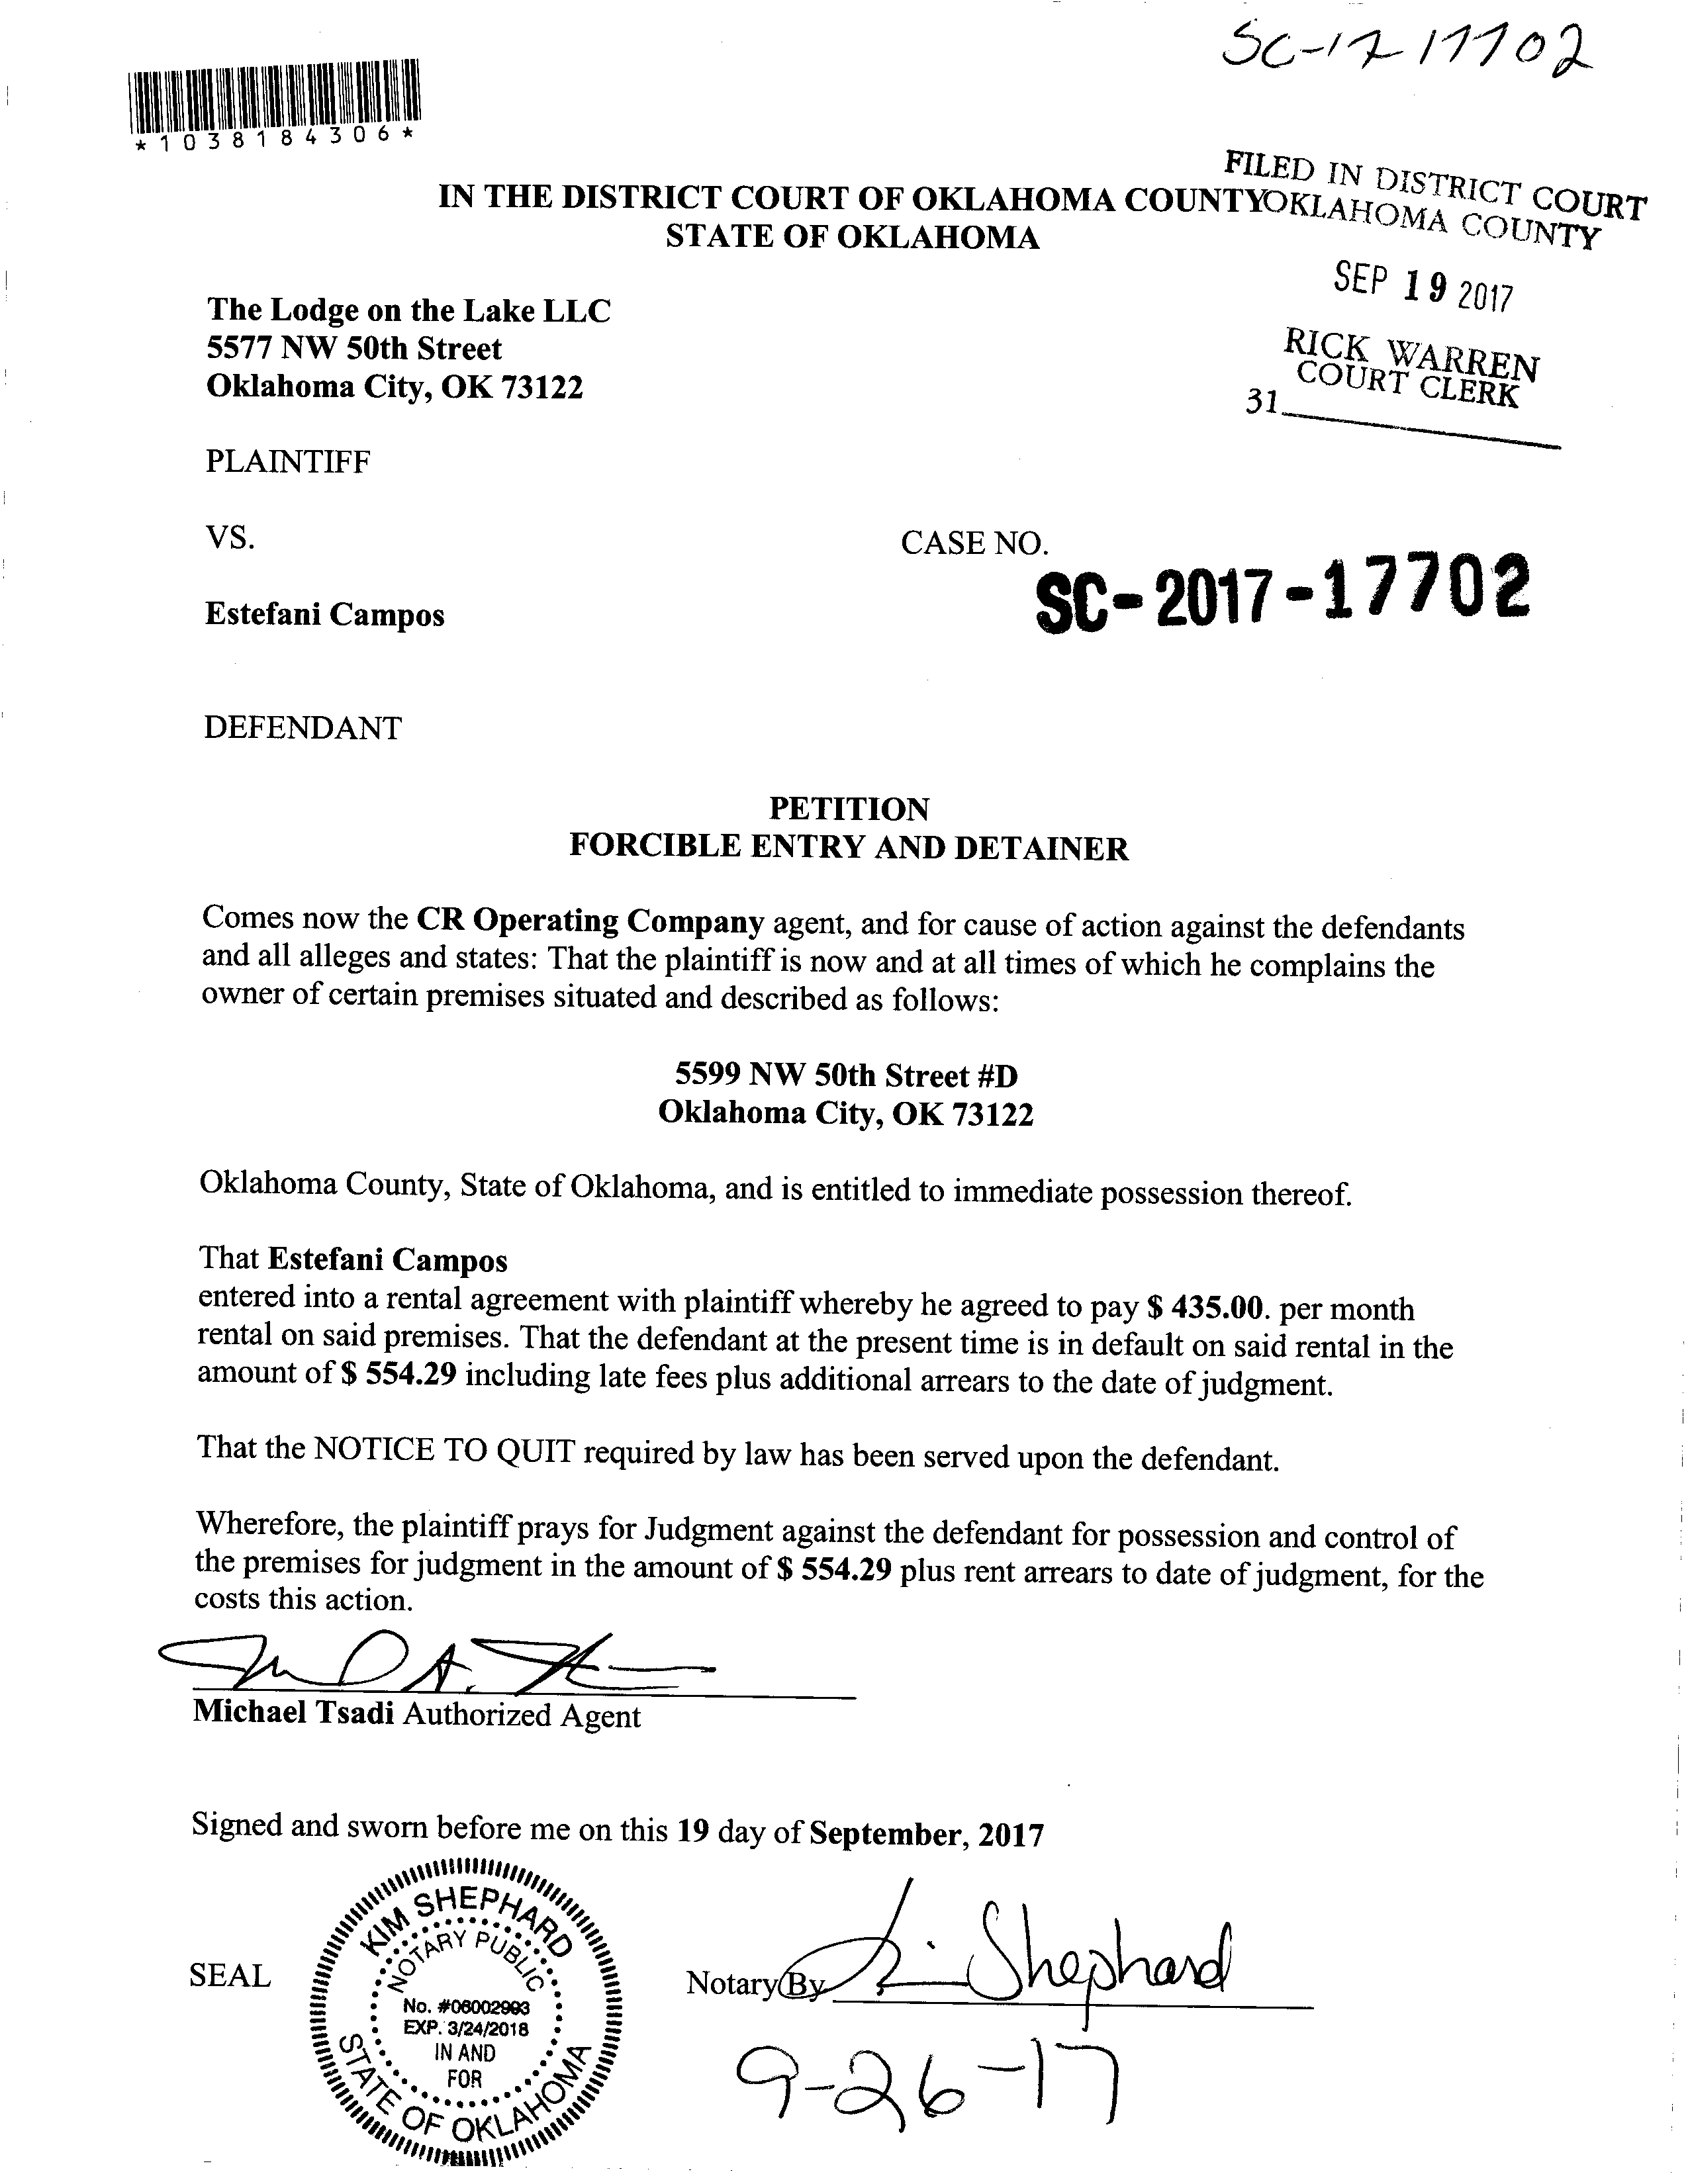 SC-17 17702
*1038184306*
FILED IN DISTRICT COURT
OKLAHOMA COUNTY
IN THE DISTRICT COURT OF OKLAHOMA COUNTY
STATE OF OKLAHOMA
SEP 19 2017
The Lodge on the Lake LLC
5577 NW 50th Street
Oklahoma City, OK 73122
RICK WARREN
COURT CLERK
31
PLAINTIFF
VS.
CASE NO.
SC-2017-17702
Estefani Campos
DEFENDANT
PETITION
FORCIBLE ENTRY AND DETAINER
Comes now the CR Operating Company agent, and for cause of action against the defendants
and all alleges and states: That the plaintiff is now and at all times of which he complains the
owner of certain premises situated and described as follows:
5599 NW 50th Street #D
Oklahoma City, OK 73122
Oklahoma County, State of Oklahoma, and is entitled to immediate possession thereof.
That Estefani Campos
entered into a rental agreement with plaintiff whereby he agreed to pay $ 435.00. per month
rental on said premises. That the defendant at the present time is in default on said rental in the
amount of $ 554.29 including late fees plus additional arrears to the date of judgment.
That the NOTICE TO QUIT required by law has been served upon the defendant.
Wherefore, the plaintiff prays for Judgment against the defendant for possession and control of
the premises for judgment in the amount of $ 554.29 plus rent arrears to date of judgment, for the
costs this action.
Michael Tsadi Authorized Agent
Signed and sworn before me on this 19 day of September, 2017
SEAL
KIM SHEPHARD
NOTARY PUBLIC
No. #06002993
EXP. 3/24/2018
IN AND
FOR
STATE OF OKLAHOMA
Notary By Shephard
9-26-17